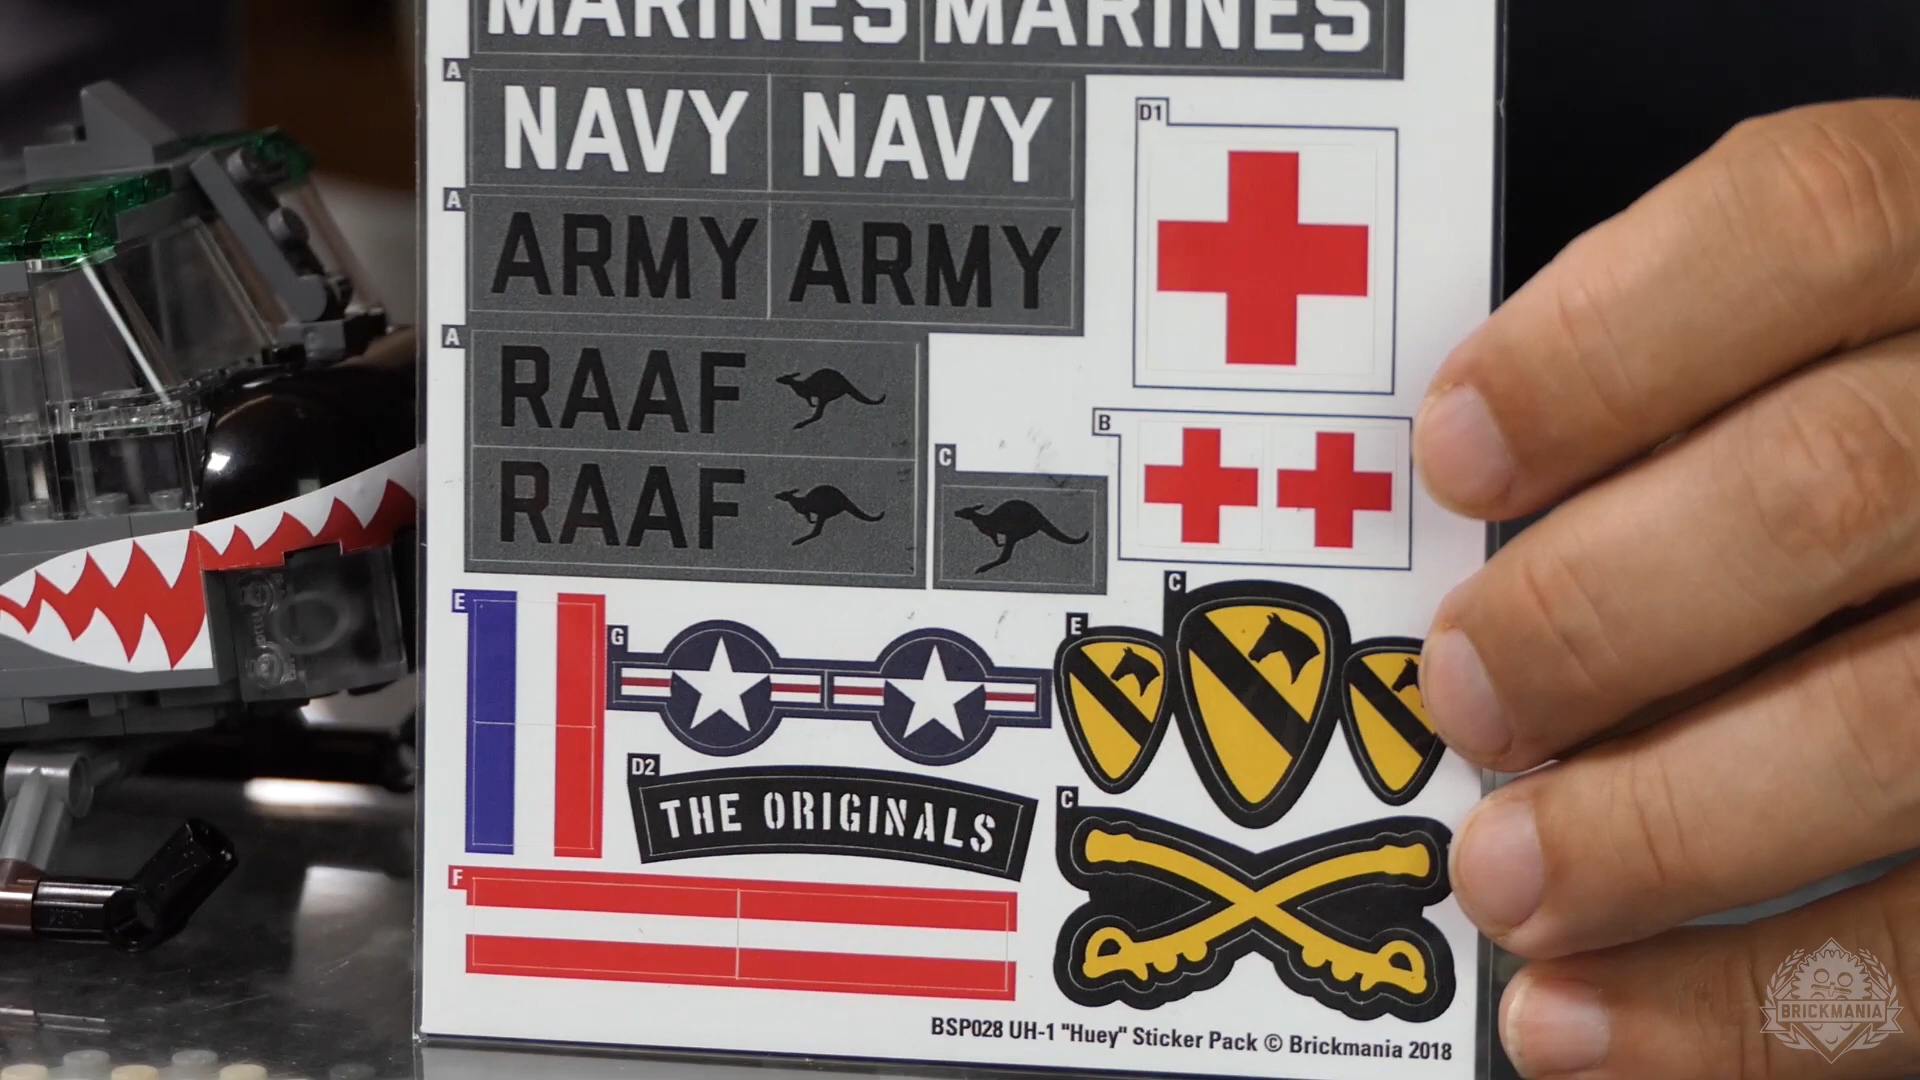 MARINES MARINES
A
NAVY NAVY
D1
A
ARMY ARMY
A
RAAF
B
C
RAAF
C
E
G
E
D2
THE ORIGINALS
C
F
BSP028 UH-1 "Huey" Sticker Pack © Brickmania 2018
BRICKMANIA